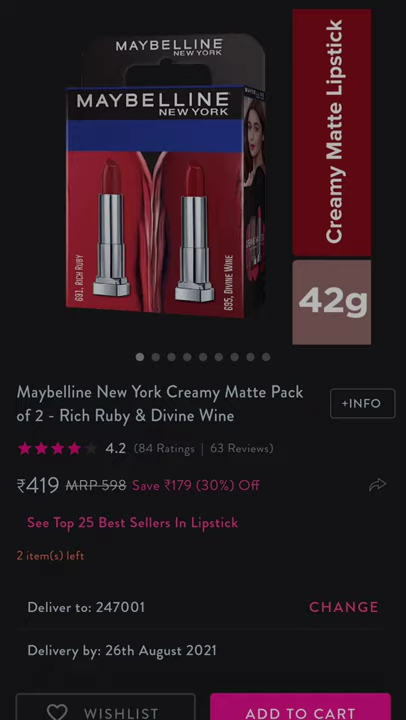 MAYBELLINE
NEW YORK
MAYBELLINE
NEW YORK
691, RICH RUBY
695, DIVINE WINE
Creamy Matte Lipstick
42g
Maybelline New York Creamy Matte Pack
of 2 - Rich Ruby & Divine Wine
+INFO
4.2 (84 Ratings | 63 Reviews)
₹419 MRP 598 Save ₹179 (30%) Off
See Top 25 Best Sellers In Lipstick
2 item(s) left
Deliver to: 247001 CHANGE
Delivery by: 26th August 2021
WISHLIST ADD TO CART